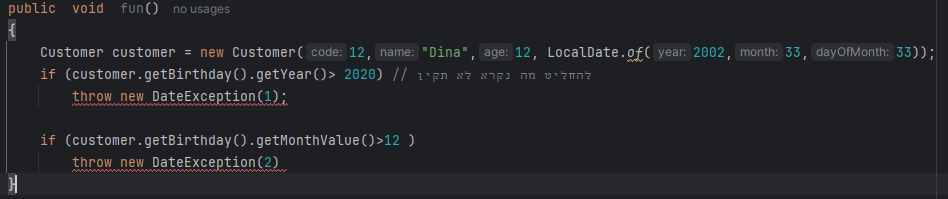 public void fun() no usages
{
Customer customer = new Customer( code: 12, name: "Dina", age: 12, LocalDate.of( year: 2002, month: 33, dayOfMonth: 33));
if (customer.getBirthday().getYear()> 2020) // להחליט מה נקרא לא תקין
throw new DateException(1);
if (customer.getBirthday().getMonthValue()>12 )
throw new DateException(2)
}